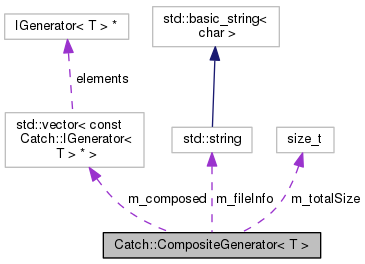 IGenerator< T > *
std::basic_string<
char >
elements
std::vector< const
Catch::IGenerator<
T > * >
std::string
size_t
m_composed
m_fileInfo
m_totalSize
Catch::CompositeGenerator< T >